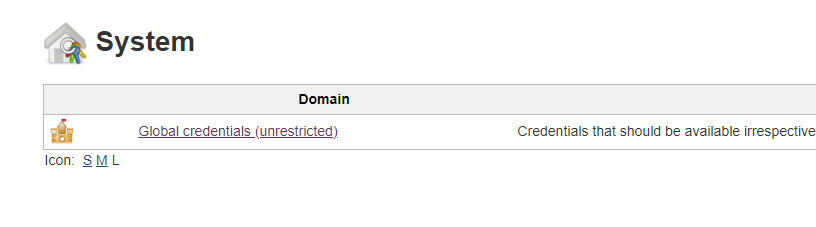 System
Domain
Global credentials (unrestricted) Credentials that should be available irrespective
Icon: S M L